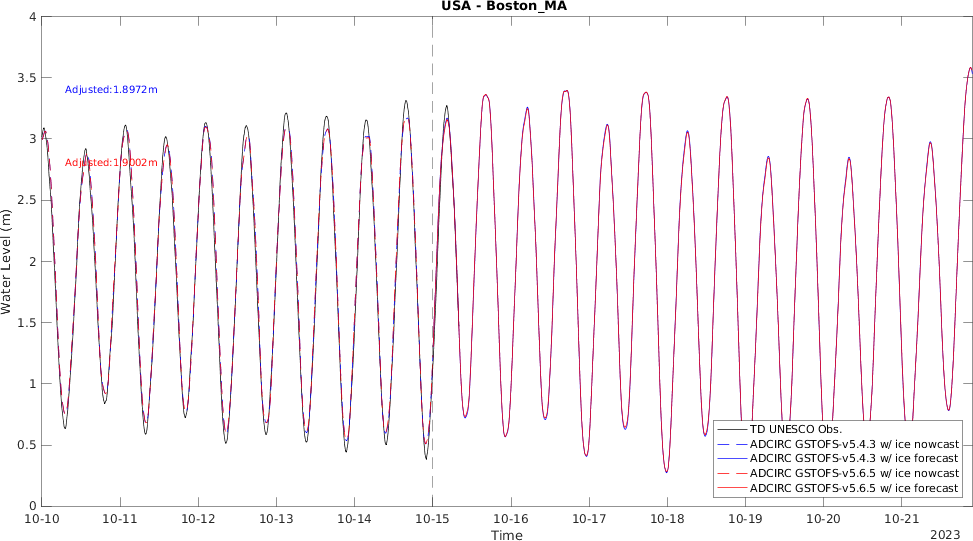 USA - Boston_MA
4
3.5
3
2.5
2
1.5
1
0.5
0
Water Level (m)
Adjusted:1.8972m
Adjusted:1.9002m
TD UNESCO Obs.
ADCIRC GSTOFS-v5.4.3 w/ ice nowcast
ADCIRC GSTOFS-v5.4.3 w/ ice forecast
ADCIRC GSTOFS-v5.6.5 w/ ice nowcast
ADCIRC GSTOFS-v5.6.5 w/ ice forecast
10-10 10-11 10-12 10-13 10-14 10-15 10-16 10-17 10-18 10-19 10-20 10-21
Time
2023